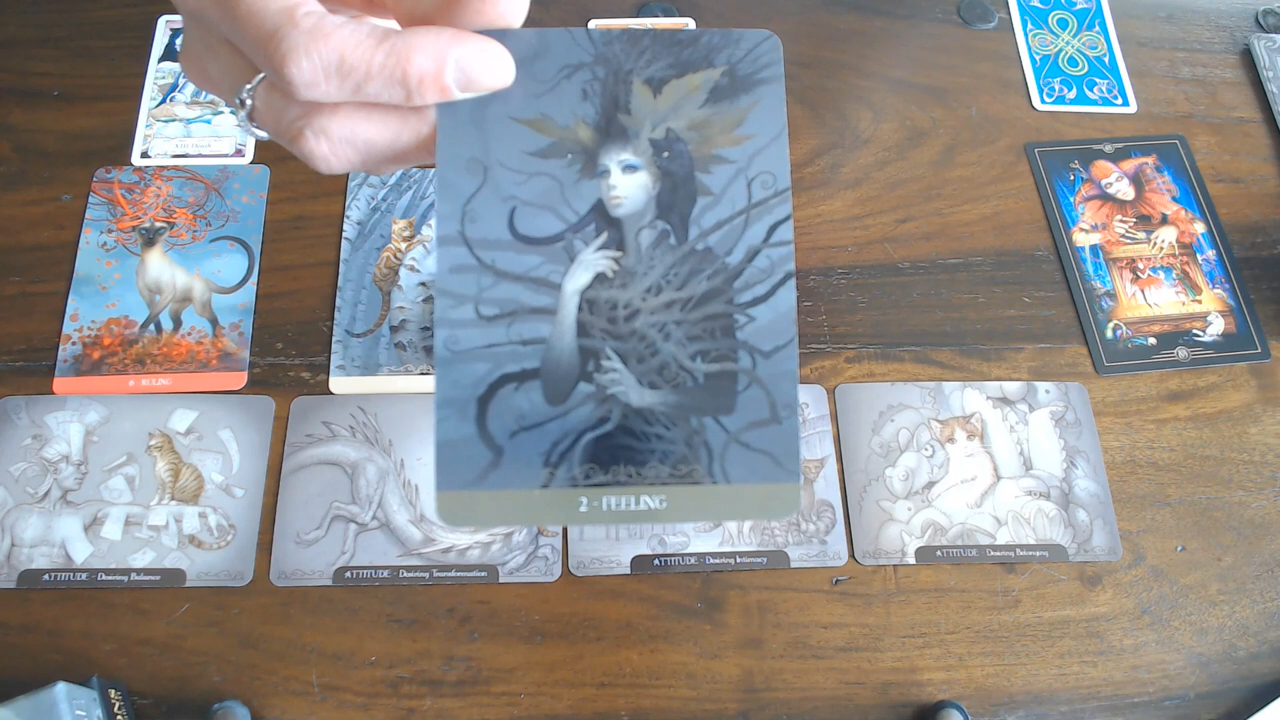 XIII Death
6 - RULING
2 - FEELING
ATTITUDE - Desiring Balance
ATTITUDE - Desiring Transformation
ATTITUDE - Desiring Intimacy
ATTITUDE - Desiring Belonging